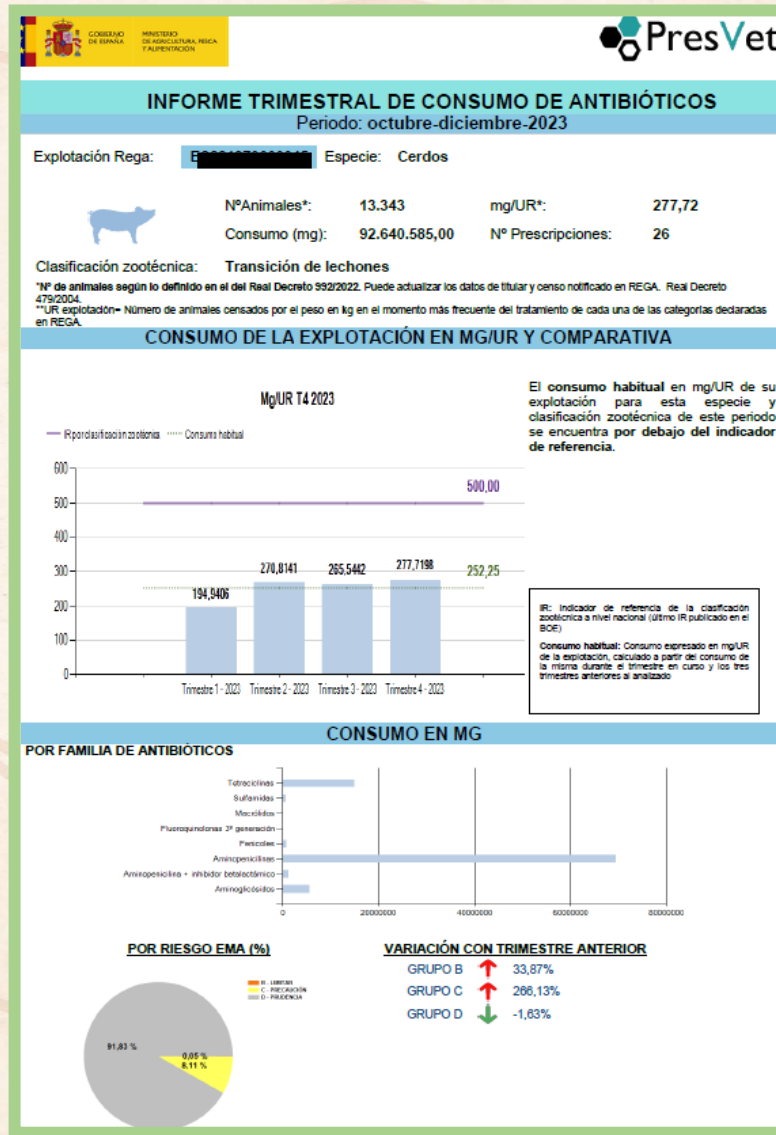 GOBIERNO DE ESPAÑA
MINISTERIO DE AGRICULTURA, PESCA Y ALIMENTACIÓN
PresVet
INFORME TRIMESTRAL DE CONSUMO DE ANTIBIÓTICOS
Periodo: octubre-diciembre-2023
Explotación Rega: Especie: Cerdos
NºAnimales*: 13.343 mg/UR*: 277,72
Consumo (mg): 92.640.585,00 Nº Prescripciones: 26
Clasificación zootécnica: Transición de lechones
*Nº de animales según lo definido en el del Real Decreto 992/2022. Puede actualizar los datos de titular y censo notificado en REGA. Real Decreto
479/2004.
**UR explotación= Número de animales censados por el peso en kg en el momento más frecuente del tratamiento de cada una de las categorías declaradas
en REGA.
CONSUMO DE LA EXPLOTACIÓN EN MG/UR Y COMPARATIVA
Mg/UR T4 2023
IR por clasificación zootécnica Consumo habitual
600
500
400
300
200
100
0
500,00
252,25
194,9406
270,8141
265,5442
277,7198
Trimestre 1 - 2023 Trimestre 2 - 2023 Trimestre 3 - 2023 Trimestre 4 - 2023
El consumo habitual en mg/UR de su
explotación para esta especie y
clasificación zootécnica de este periodo
se encuentra por debajo del indicador
de referencia.
IR: Indicador de referencia de la clasificación
zootécnica a nivel nacional (último IR publicado en el
BOE)
Consumo habitual: Consumo expresado en mg/UR
de la explotación, calculado a partir del consumo de
la misma durante el trimestre en curso y los tres
trimestres anteriores al analizado
CONSUMO EN MG
POR FAMILIA DE ANTIBIÓTICOS
Tetraciclinas
Sulfamidas
Macrólidos
Fluoroquinolonas 3ª generación
Fenicoles
Aminopenicilinas
Aminopenicilina + inhibidor betalactámico
Aminoglicósidos
0 20000000 40000000 60000000 80000000
POR RIESGO EMA (%)
B - LIMITAR
C - PRECAUCIÓN
D - PRUDENCIA
91,83 %
0,05 %
8,11 %
VARIACIÓN CON TRIMESTRE ANTERIOR
GRUPO B 33,87%
GRUPO C 266,13%
GRUPO D -1,63%